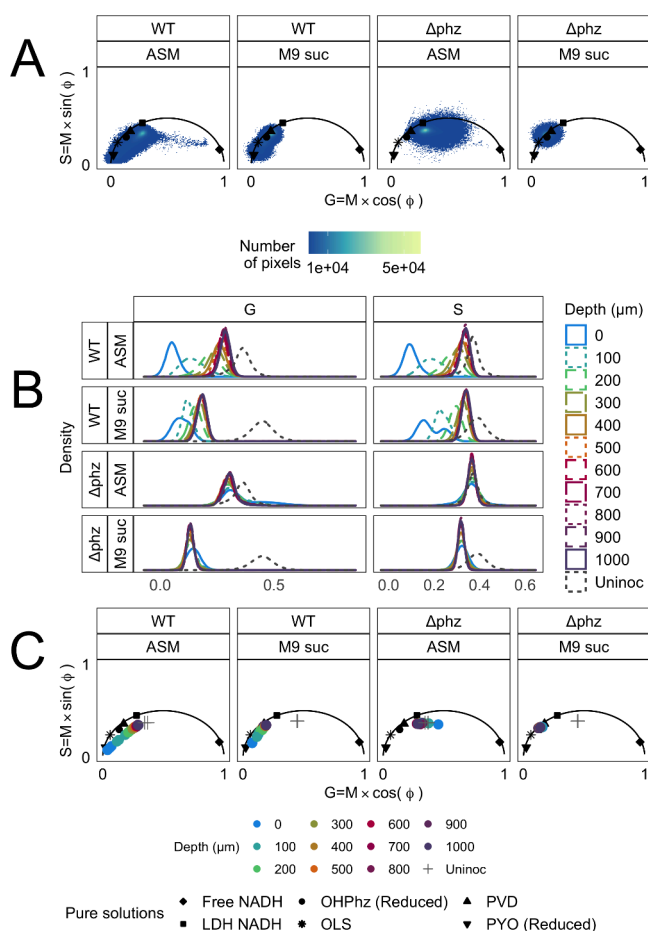 A
WT WT Δphz Δphz
ASM M9 suc ASM M9 suc
S=M × sin( ϕ )
1
0
0 1 0 1 0 1 0 1
G=M × cos( ϕ )
Number of pixels
1e+04 5e+04
B
G S
WT ASM
WT M9 suc
Δphz ASM
Δphz M9 suc
Density
0.0 0.5 0.0 0.2 0.4 0.6
Depth (µm)
0
100
200
300
400
500
600
700
800
900
1000
Uninoc
C
WT WT Δphz Δphz
ASM M9 suc ASM M9 suc
S=M × sin( ϕ )
1
0
0 1 0 1 0 1 0 1
G=M × cos( ϕ )
0 300 600 900
Depth (µm) 100 400 700 1000
200 500 800 Uninoc
Pure solutions
Free NADH OHPhz (Reduced) PVD
LDH NADH OLS PYO (Reduced)